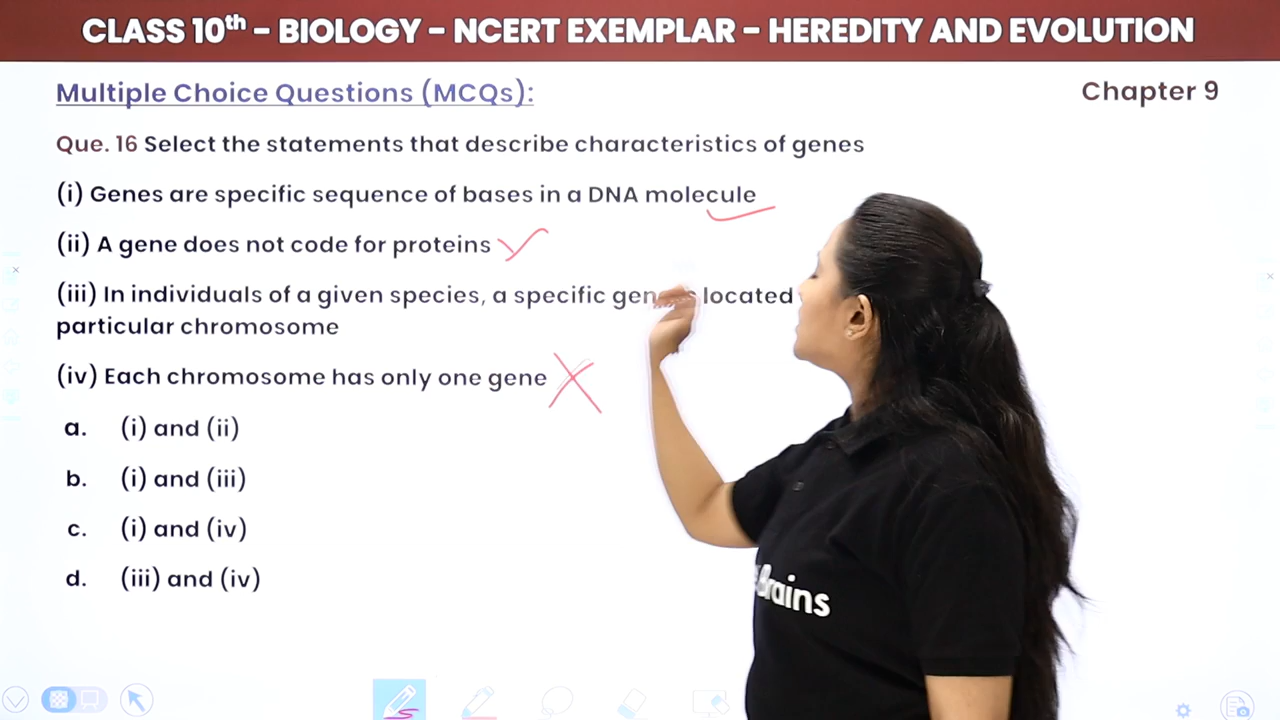 CLASS 10th – BIOLOGY – NCERT EXEMPLAR – HEREDITY AND EVOLUTION
Multiple Choice Questions (MCQs):
Chapter 9
Que. 16 Select the statements that describe characteristics of genes
(i) Genes are specific sequence of bases in a DNA molecule
(ii) A gene does not code for proteins
(iii) In individuals of a given species, a specific located
particular chromosome
(iv) Each chromosome has only one gene
a. (i) and (ii)
b. (i) and (iii)
c. (i) and (iv)
d. (iii) and (iv)